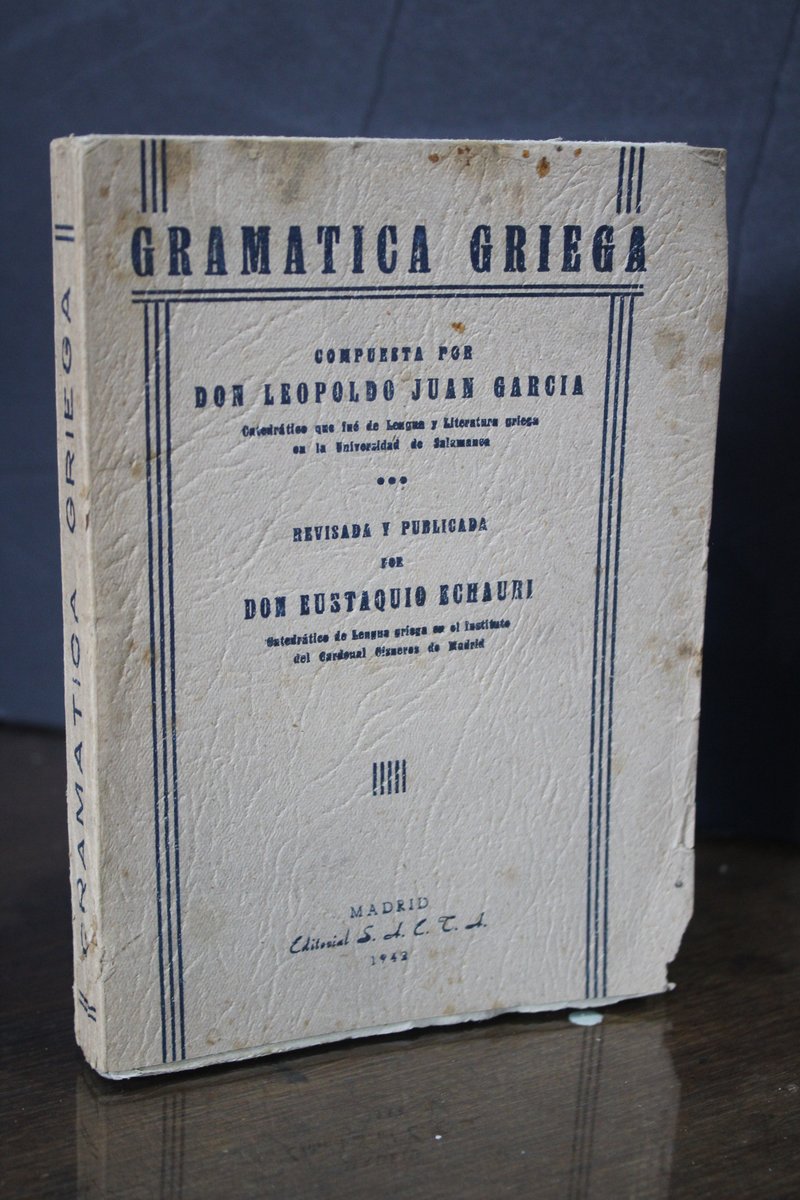 GRAMATICA GRIEGA
COMPUESTA POR
DON LEOPOLDO JUAN GARCIA
Catedrático que fué de Lengua y Literatura griega
en la Universidad de Salamanca
REVISADA Y PUBLICADA
POR
DON EUSTAQUIO ECHAURI
Catedrático de Lengua griega en el Instituto
del Cardenal Cisneros de Madrid
MADRID
Editorial S. A. E. T. A.
1942
GRAMATICA GRIEGA